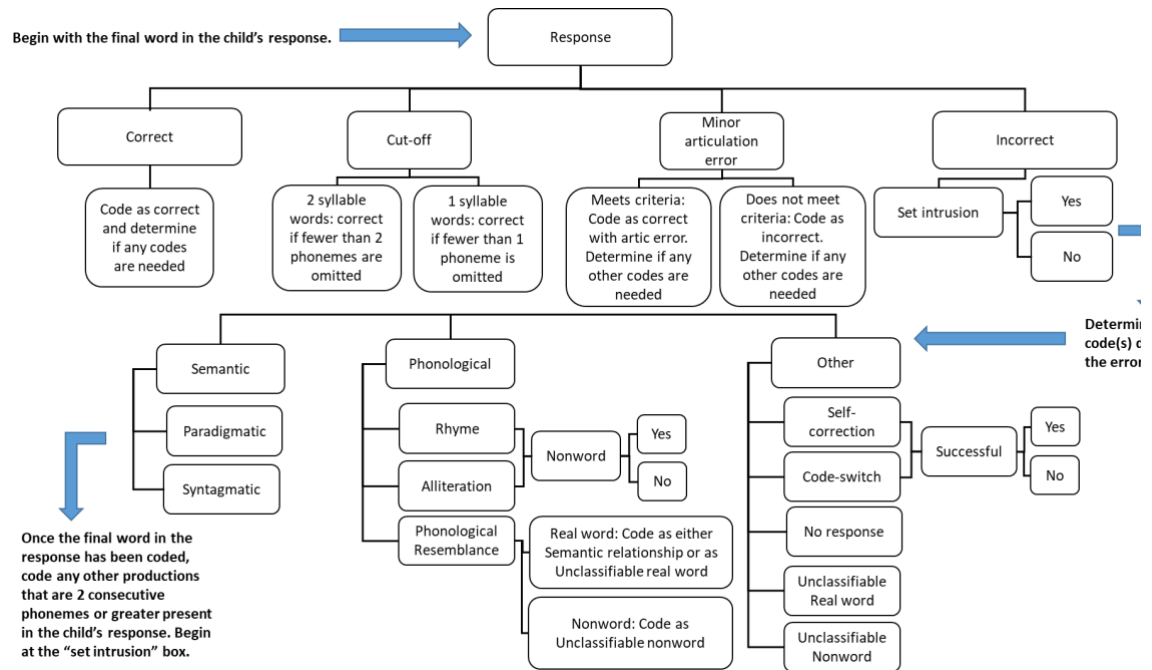 Begin with the final word in the child's response.
Response
Correct
Cut-off
Minor
articulation
error
Incorrect
Code as correct
and determine
if any codes
are needed
2 syllable
words: correct
if fewer than 2
phonemes are
omitted
1 syllable
words: correct
if fewer than 1
phoneme is
omitted
Meets criteria:
Code as correct
with artic error.
Determine if any
other codes are
needed
Does not meet
criteria: Code as
incorrect.
Determine if any
other codes are
needed
Set intrusion
Yes
No
code(s)
the error
Semantic
Paradigmatic
Syntagmatic
Phonological
Rhyme
Alliteration
Phonological
Resemblance
Nonword
Yes
No
Real word: Code as either
Semantic relationship or as
Unclassifiable real word
Nonword: Code as
Unclassifiable nonword
Other
Self-
correction
Code-switch
No response
Unclassifiable
Real word
Unclassifiable
Nonword
Successful
Yes
No
Once the final word in the
response has been coded,
code any other productions
that are 2 consecutive
phonemes or greater present
in the child's response. Begin
at the "set intrusion" box.